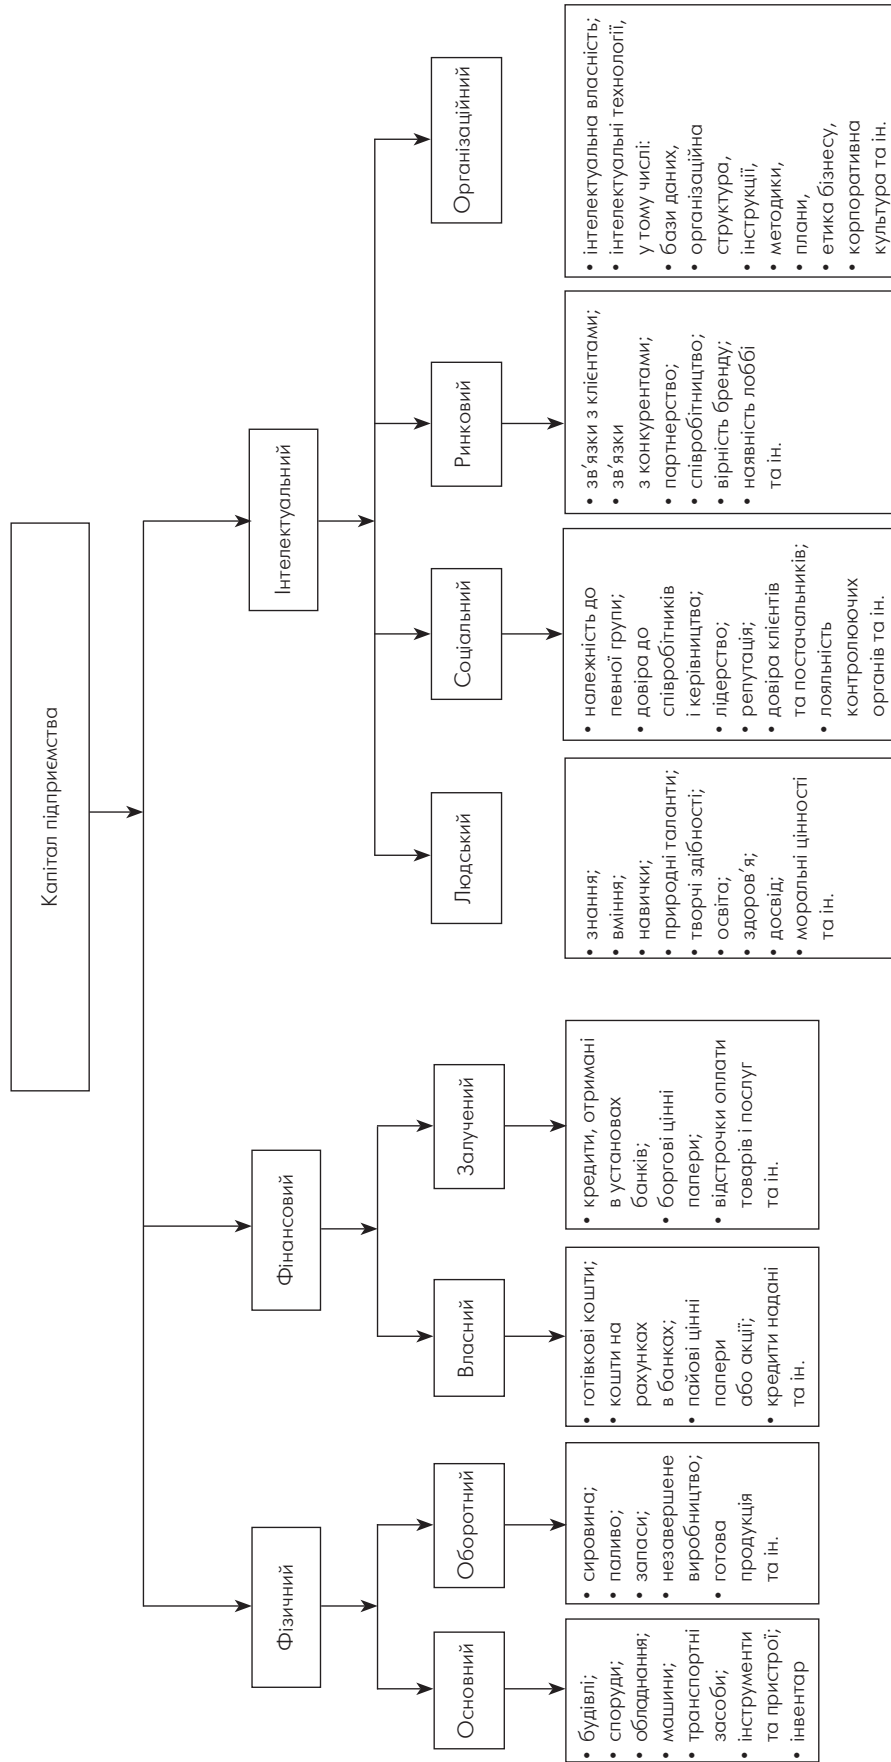 Капітал підприємства
Фізичний
Фінансовий
Інтелектуальний
Основний
Оборотний
Власний
Залучений
Людський
Соціальний
Ринковий
Організаційний
• будівлі;
• споруди;
• обладнання;
• машини;
• транспортні
засоби;
• інструменти
та пристрої;
інвентар
• сировина;
• паливо;
• запаси;
• незавершене
виробництво;
• готова
продукція
та ін.
• готівкові кошти;
• кошти на
рахунках
в банках;
• пайові цінні
папери
або акції;
• кредити надані
та ін.
• кредити, отримані
в установах
банків;
• боргові цінні
папери;
• відстрочки оплати
товарів і послуг
та ін.
• знання;
• вміння;
• навички;
• природні таланти;
• творчі здібності;
• освіта;
• здоров’я;
• досвід;
• моральні цінності
та ін.
• належність до
певної групи;
• довіра до
співробітників
і керівництва;
• лідерство;
• репутація;
• довіра клієнтів
та постачальників;
• лояльність
контролюючих
органів та ін.
• зв’язки з клієнтами;
• зв’язки
з конкурентами;
• партнерство;
• співробітництво;
• вірність бренду;
• наявність лоббі
та ін.
• інтелектуальна власність;
• інтелектуальні технології,
у тому числі:
• бази даних,
• організаційна
структура,
• інструкції,
• методики,
• плани,
• етика бізнесу,
• корпоративна
культура та ін.